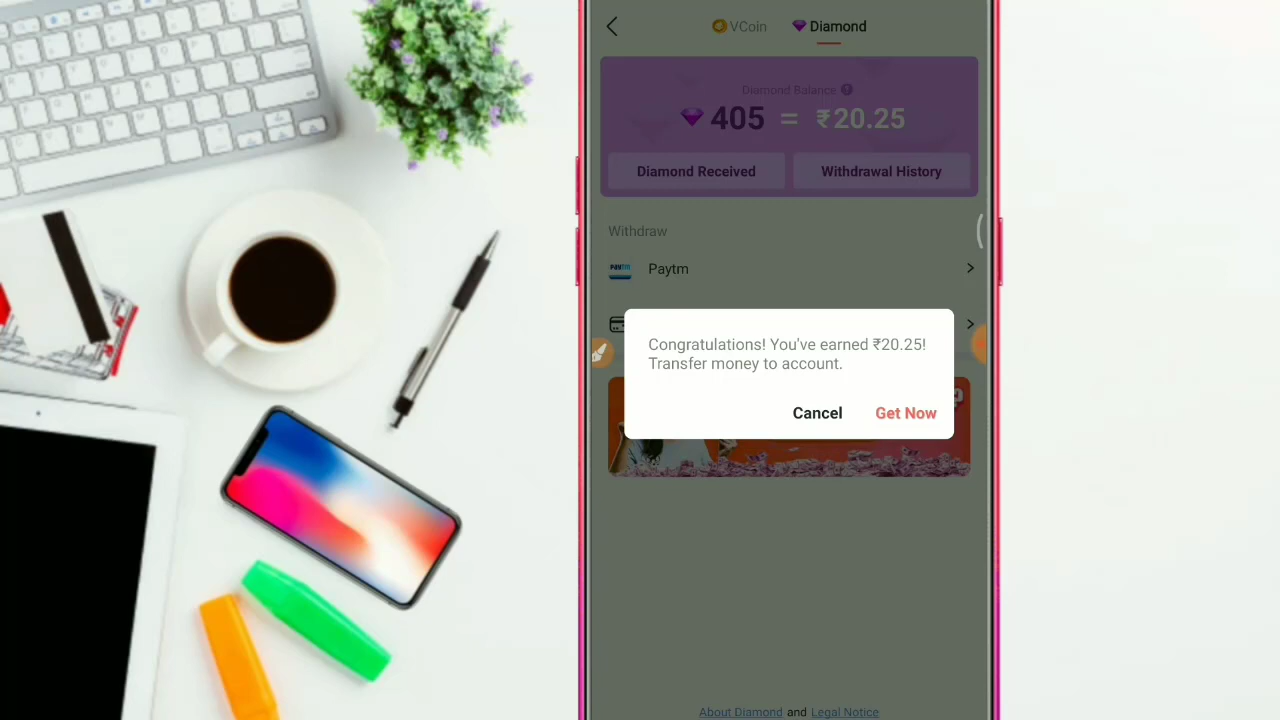 VCoin
Diamond
Diamond Balance ?
405 = ₹20.25
Diamond Received
Withdrawal History
Withdraw
Paytm
Paytm
Congratulations! You've earned ₹20.25!
Transfer money to account.
Cancel
Get Now
About Diamond and Legal Notice